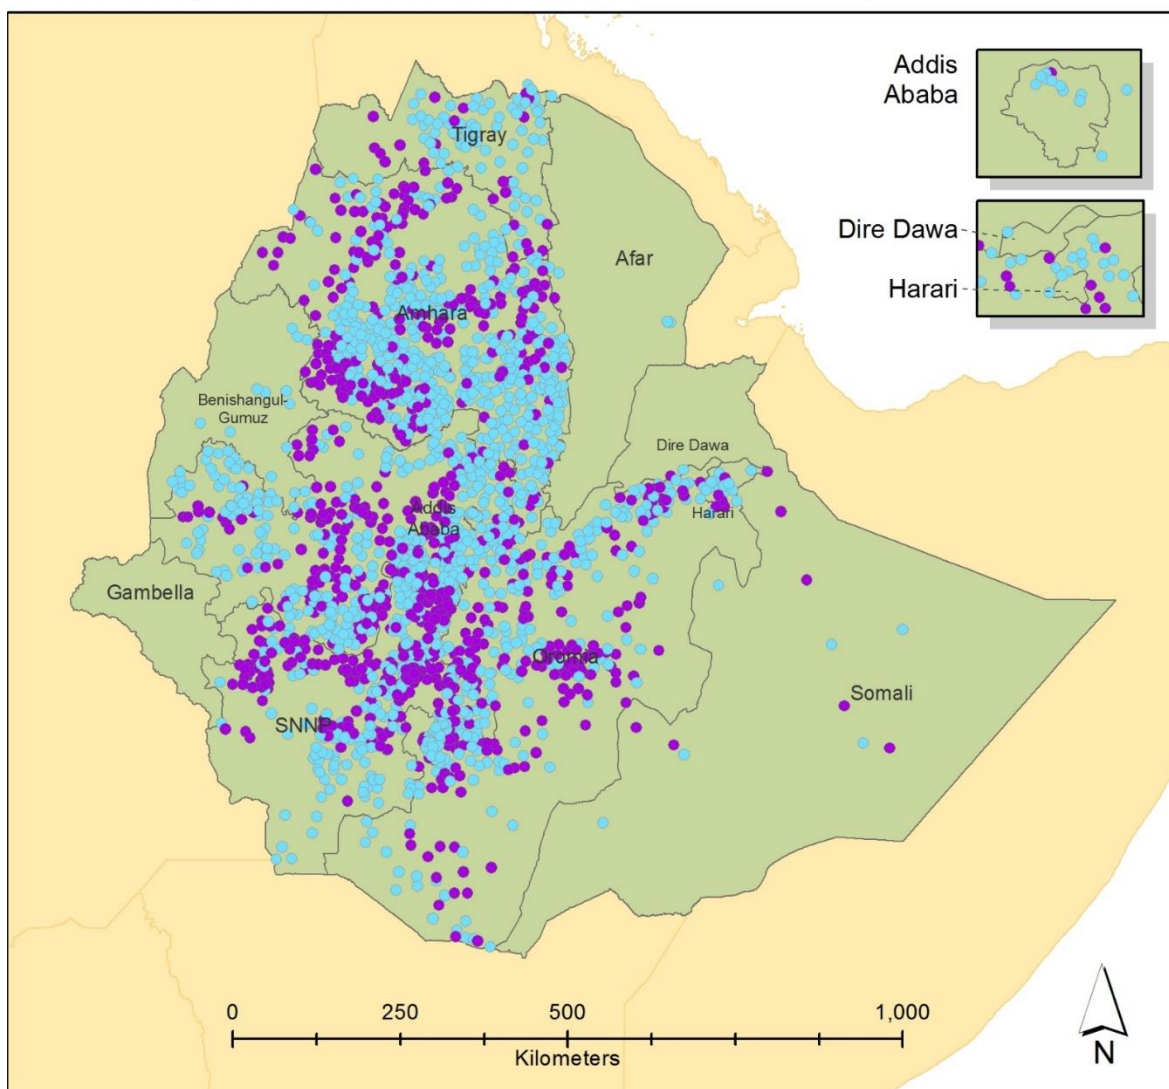 Addis
Ababa
Dire Dawa
Harari
Tigray
Afar
Amhara
Benishangul-
Gumuz
Dire Dawa
Addis
Ababa
Harari
Gambella
Oromia
Somali
SNNP
0
250
500
1,000
Kilometers
N